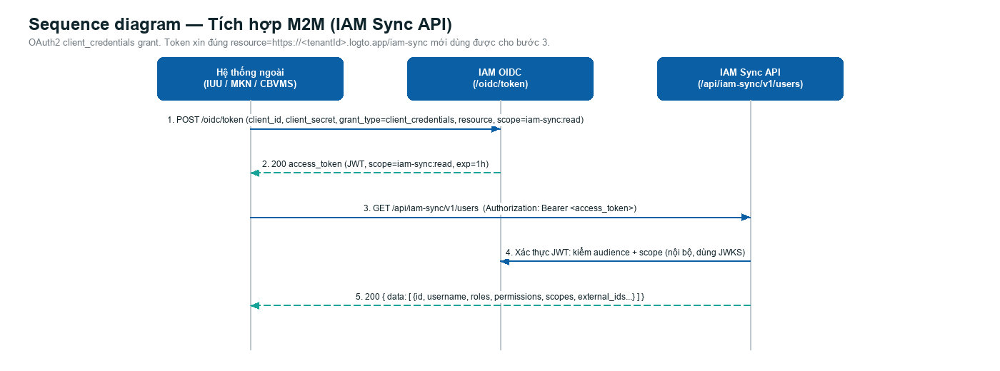 Sequence diagram — Tích hợp M2M (IAM Sync API)
OAuth2 client_credentials grant. Token xin đúng resource=https://<tenantId>.logto.app/iam-sync mới dùng được cho bước 3.
Hệ thống ngoài
(IUU / MKN / CBVMS)
IAM OIDC
(/oidc/token)
IAM Sync API
(/api/iam-sync/v1/users)
1. POST /oidc/token (client_id, client_secret, grant_type=client_credentials, resource, scope=iam-sync:read)
2. 200 access_token (JWT, scope=iam-sync:read, exp=1h)
3. GET /api/iam-sync/v1/users  (Authorization: Bearer <access_token>)
4. Xác thực JWT: kiểm audience + scope (nội bộ, dùng JWKS)
5. 200 { data: [ {id, username, roles, permissions, scopes, external_ids...} ] }